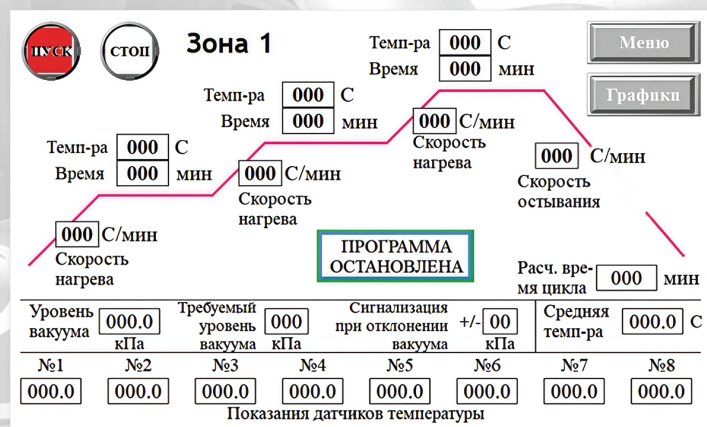 ПУСК
СТОП
Зона 1
Темп-ра 000 С
Время 000 мин
Меню
Графики
Темп-ра 000 С
Время 000 мин
000 С/мин
Скорость
нагрева
Темп-ра 000 С
Время 000 мин
000 С/мин
Скорость
нагрева
000 С/мин
Скорость
остывания
000 С/мин
Скорость
нагрева
ПРОГРАММА
ОСТАНОВЛЕНА
Расч. вре-
мя цикла
000 мин
Уровень
вакуума
000.0
кПа
Требуемый
уровень
вакуума
000
кПа
Сигнализация
при отклонении
вакуума
+/- 00
кПа
Средняя
темп-ра
000.0 С
№1 №2 №3 №4 №5 №6 №7 №8
000.0 000.0 000.0 000.0 000.0 000.0 000.0 000.0
Показания датчиков температуры